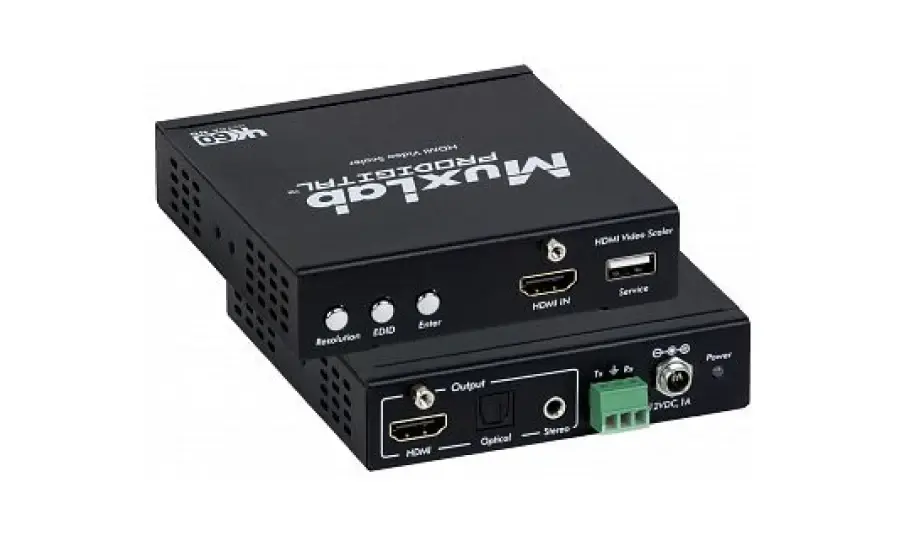 MuxLab
PRODIGITAL™
HDMI Video Scaler
HDMI Video Scaler
Resolution
EDID
Enter
HDMI IN
Service
Output
HDMI
Optical
Stereo
Tx
Rx
12VDC, 1A
Power